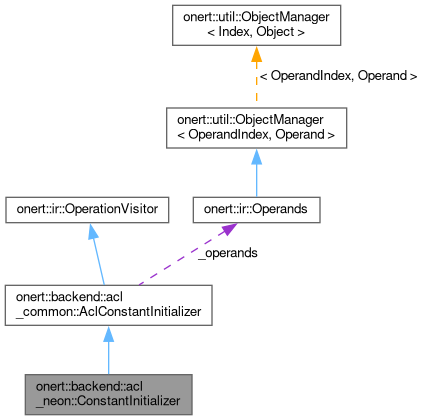 onert::util::ObjectManager
< Index, Object >
< OperandIndex, Operand >
onert::util::ObjectManager
< OperandIndex, Operand >
onert::ir::OperationVisitor
onert::ir::Operands
_operands
onert::backend::acl
_common::AclConstantInitializer
onert::backend::acl
_neon::ConstantInitializer